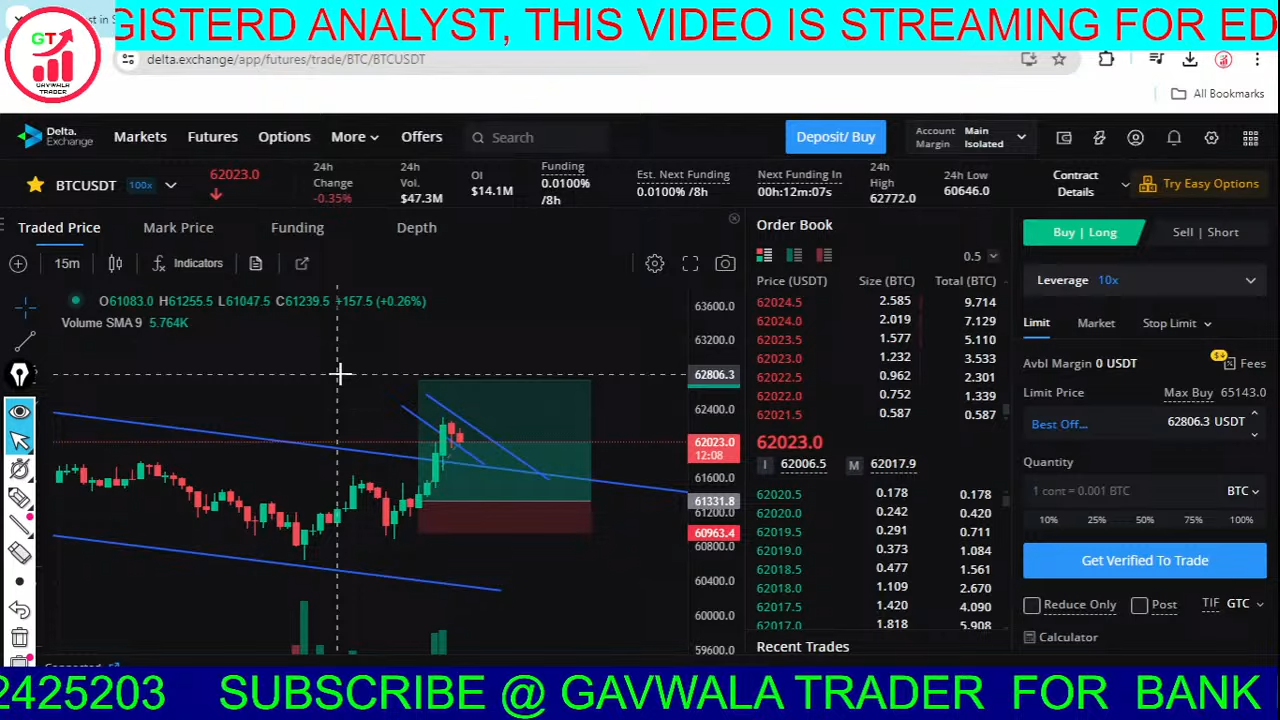 GISTERD ANALYST, THIS VIDEO IS STREAMING FOR ED
st in S
GT
GAVWALA
TRADER
delta.exchange/app/futures/trade/BTC/BTCUSDT
All Bookmarks
Delta.
Exchange
Markets
Futures
Options
More
Offers
Search
Deposit/ Buy
Account
Margin
Main
Isolated
BTCUSDT
100x
62023.0
24h
Change
-0.35%
24h
Vol.
$47.3M
OI
$14.1M
Funding
0.0100%
/8h
Est. Next Funding
0.0100% /8h
Next Funding In
00h:12m:07s
24h
High
62772.0
24h Low
60646.0
Contract
Details
Try Easy Options
Traded Price
Mark Price
Funding
Depth
15m
Indicators
O61083.0 H61255.5 L61047.5 C61239.5 +157.5 (+0.26%)
Volume SMA 9 5.764K
63600.0
63200.0
62806.3
62400.0
62023.0
12:08
61600.0
61331.8
61200.0
60963.4
60800.0
60400.0
60000.0
59600.0
Order Book
0.5
Price (USDT) Size (BTC) Total (BTC)
62024.5 2.585 9.714
62024.0 2.019 7.129
62023.5 1.577 5.110
62023.0 1.232 3.533
62022.5 0.962 2.301
62022.0 0.752 1.339
62021.5 0.587 0.587
62023.0
I 62006.5 M 62017.9
62020.5 0.178 0.178
62020.0 0.242 0.420
62019.5 0.291 0.711
62019.0 0.373 1.084
62018.5 0.477 1.561
62018.0 1.109 2.670
62017.5 1.420 4.090
62017.0 1.818 5.908
Recent Trades
Buy | Long
Sell | Short
Leverage 10x
Limit
Market
Stop Limit
Avbl Margin 0 USDT
Fees
Limit Price
Max Buy 65143.0
Best Off...
62806.3 USDT
Quantity
1 cont = 0.001 BTC
BTC
10% 25% 50% 75% 100%
Get Verified To Trade
Reduce Only
Post
TIF GTC
Calculator
2425203 SUBSCRIBE @ GAVWALA TRADER FOR BANK